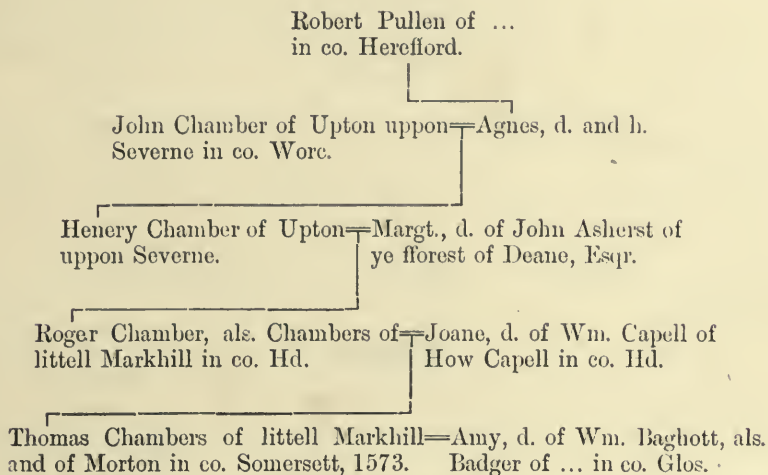 Robert Pullen of ...
in co. Herefford.
John Chamber of Upton uppon=Agnes, d. and h.
Severne in co. Worc.
Henery Chamber of Upton=Margt., d. of John Asherst of
uppon Severne. ye fforest of Deane, Esqr.
Roger Chamber, als. Chambers of=Joane, d. of Wm. Capell of
littell Markhill in co. Hd. How Capell in co. Hd.
Thomas Chambers of littell Markhill=Amy, d. of Wm. Baghott, als.
and of Morton in co. Somersett, 1573. Badger of ... in co. Glos.